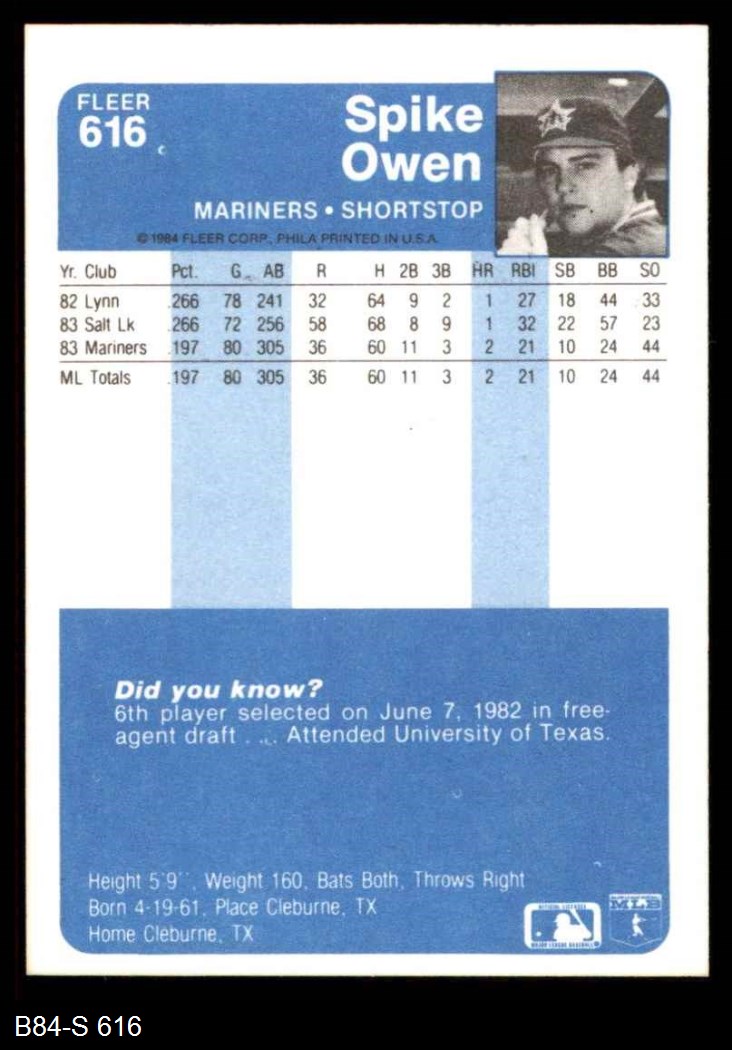 FLEER
616
Spike
Owen
MARINERS • SHORTSTOP
© 1984 FLEER CORP., PHILA PRINTED IN U.S.A.
Yr. Club Pct. G AB R H 2B 3B HR RBI SB BB SO
82 Lynn .266 78 241 32 64 9 2 1 27 18 44 33
83 Salt Lk .266 72 256 58 68 8 9 1 32 22 57 23
83 Mariners .197 80 305 36 60 11 3 2 21 10 24 44
ML Totals .197 80 305 36 60 11 3 2 21 10 24 44
Did you know?
6th player selected on June 7, 1982 in free-
agent draft . . . . Attended University of Texas.
Height 5'9'', Weight 160, Bats Both, Throws Right
Born 4-19-61, Place Cleburne, TX
Home Cleburne, TX
MAJOR LEAGUE BASEBALL
MLB
B84-S 616